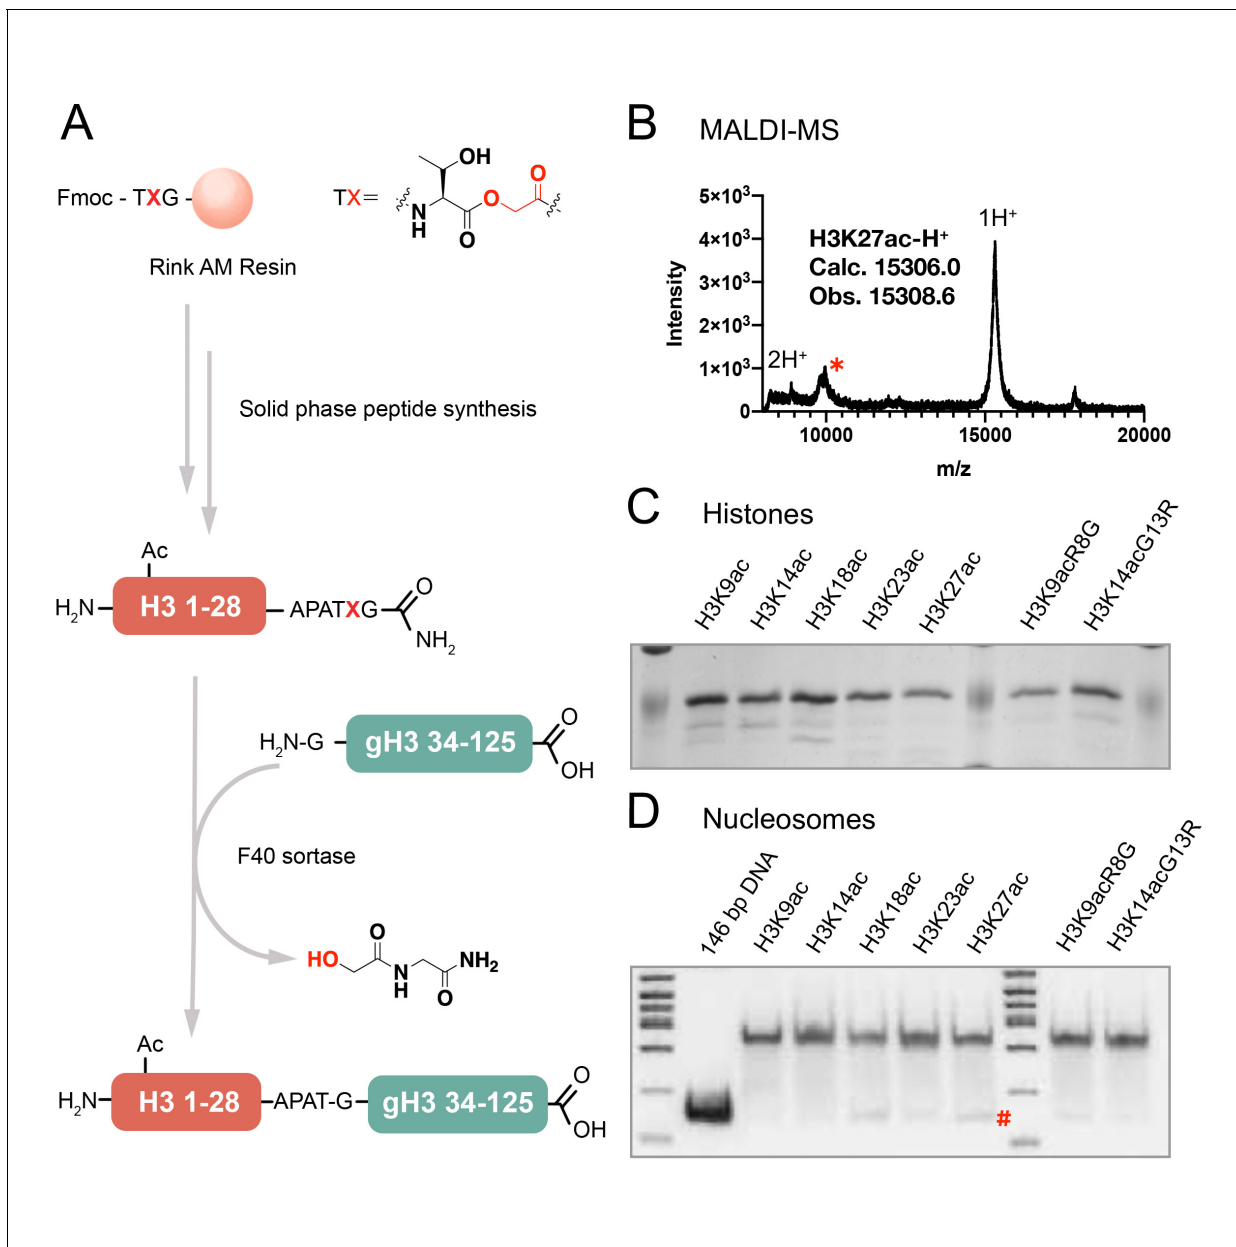 A
Fmoc - TXG -
TX=
OH
N
H
O
O
O
Rink AM Resin
Solid phase peptide synthesis
Ac
H₂N
H3 1-28
APATXG
O
NH₂
H₂N-G
gH3 34-125
O
OH
F40 sortase
HO
O
N
H
O
NH₂
Ac
H₂N
H3 1-28
APAT-G
gH3 34-125
O
OH
B
MALDI-MS
Intensity
5×10³
4×10³
3×10³
2×10³
1×10³
0
H3K27ac-H⁺
Calc. 15306.0
Obs. 15308.6
1H⁺
2H⁺
*
10000
15000
20000
m/z
C
Histones
H3K9ac
H3K14ac
H3K18ac
H3K23ac
H3K27ac
H3K9acR8G
H3K14acG13R
D
Nucleosomes
146 bp DNA
H3K9ac
H3K14ac
H3K18ac
H3K23ac
H3K27ac
H3K9acR8G
H3K14acG13R
#